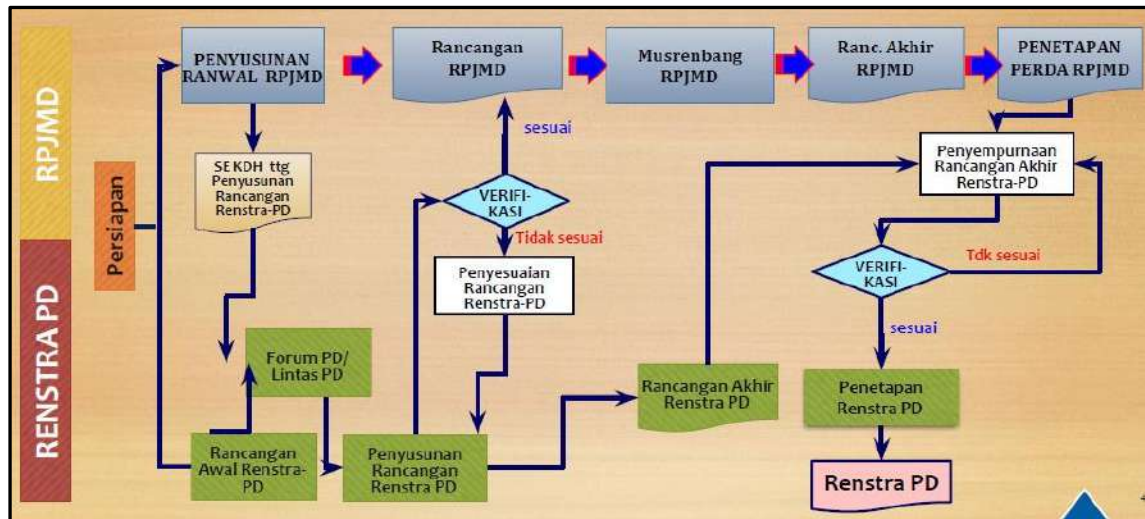 RPJMD
RENSTRA PD
Persiapan
PENYUSUNAN
RANWAL RPJMD
Rancangan
RPJMD
Musrenbang
RPJMD
Ranc. Akhir
RPJMD
PENETAPAN
PERDA RPJMD
SEKDH ttg
Penyusunan
Rancangan
Renstra-PD
sesuai
VERIFI-
KASI
Tidak sesuai
Penyesuaian
Rancangan
Renstra-PD
Penyempurnaan
Rancangan Akhir
Renstra-PD
VERIFI-
KASI
Tdk sesuai
sesuai
Forum PD/
Lintas PD
Rancangan
Awal Renstra-
PD
Penyusunan
Rancangan
Renstra PD
Rancangan Akhir
Renstra PD
Penetapan
Renstra PD
Renstra PD